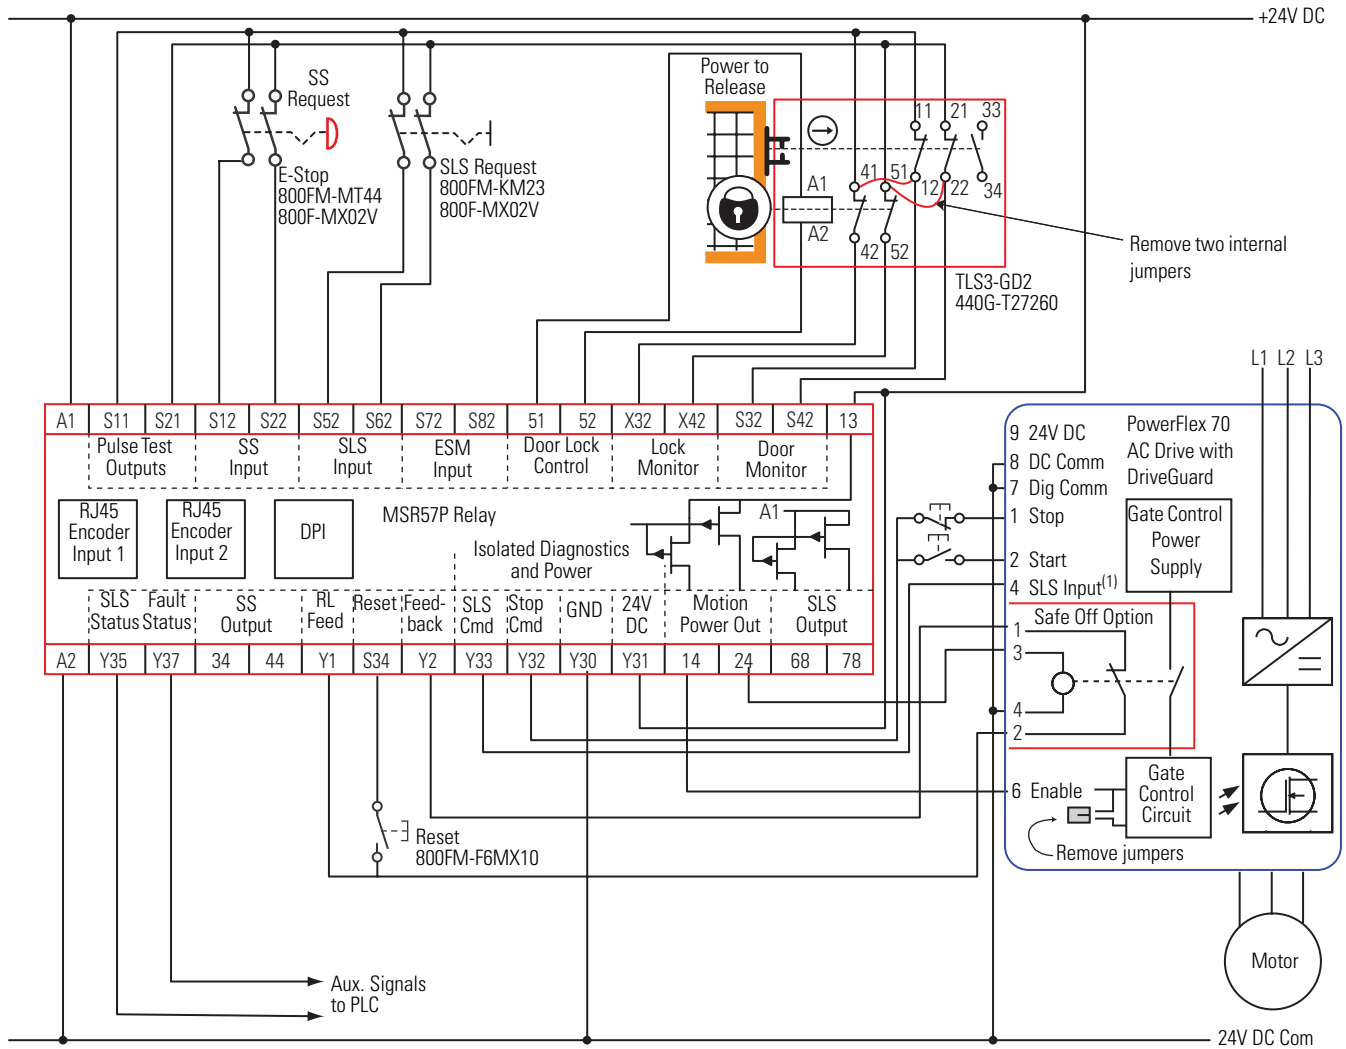 +24V DC
SS
Request
E-Stop
800FM-MT44
800F-MX02V
SLS Request
800FM-KM23
800F-MX02V
Power to
Release
11 21 33
41 51 12 22 34
A1
A2
42 52
Remove two internal
jumpers
TLS3-GD2
440G-T27260
L1 L2 L3
A1 S11 S21 S12 S22 S52 S62 S72 S82 51 52 X32 X42 S32 S42 13
Pulse Test
Outputs
SS
Input
SLS
Input
ESM
Input
Door Lock
Control
Lock
Monitor
Door
Monitor
RJ45
Encoder
Input 1
RJ45
Encoder
Input 2
DPI
MSR57P Relay
A1
Isolated Diagnostics
and Power
SLS
Status
Fault
Status
SS
Output
RL
Feed
Reset
Feed-
back
SLS
Cmd
Stop
Cmd
GND
24V
DC
Motion
Power Out
SLS
Output
A2 Y35 Y37 34 44 Y1 S34 Y2 Y33 Y32 Y30 Y31 14 24 68 78
PowerFlex 70
AC Drive with
DriveGuard
9 24V DC
8 DC Comm
7 Dig Comm
1 Stop
2 Start
4 SLS Input(1)
Gate Control
Power
Supply
Safe Off Option
1
3
4
2
6 Enable
Gate
Control
Circuit
Remove jumpers
Reset
800FM-F6MX10
Motor
Aux. Signals
to PLC
24V DC Com